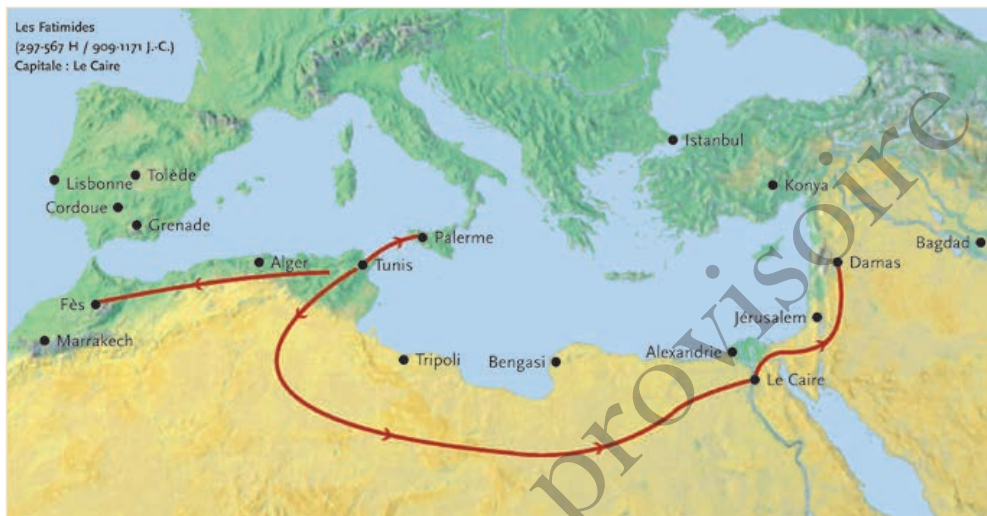 Les Fatimides
(297-567 H / 909-1171 J.-C.)
Capitale : Le Caire
Istanbul
Lisbonne
Tolède
Konya
Cordoue
Grenade
Palerme
Bagdad
Alger
Tunis
Damas
Fès
Jérusalem
Marrakech
Tripoli
Bengasi
Alexandrie
Le Caire
provisoire